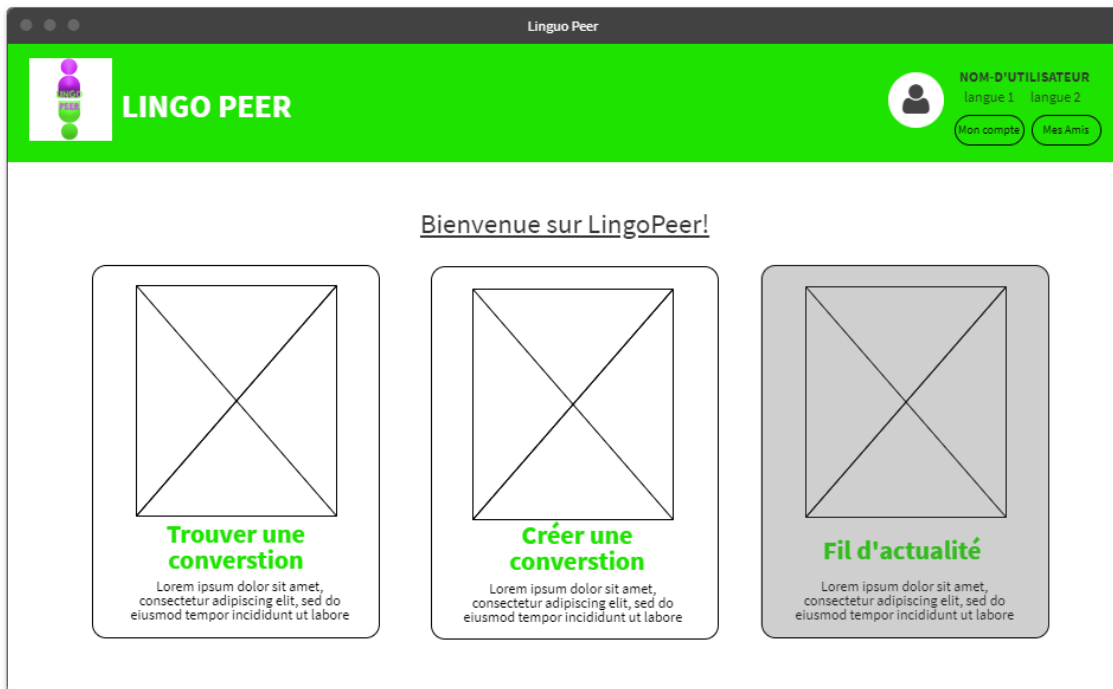 Linguo Peer
LINGO
PEER
LINGO PEER
NOM-D'UTILISATEUR
langue 1 langue 2
Mon compte Mes Amis
Bienvenue sur LingoPeer!
Trouver une
converstion
Lorem ipsum dolor sit amet,
consectetur adipiscing elit, sed do
eiusmod tempor incididunt ut labore
Créer une
converstion
Lorem ipsum dolor sit amet,
consectetur adipiscing elit, sed do
eiusmod tempor incididunt ut labore
Fil d'actualité
Lorem ipsum dolor sit amet,
consectetur adipiscing elit, sed do
eiusmod tempor incididunt ut labore